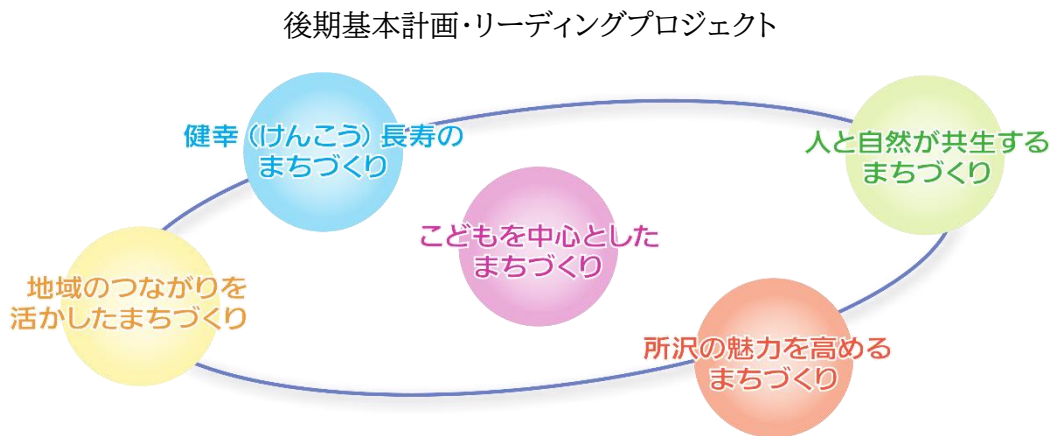 後期基本計画・リーディングプロジェクト
健幸（けんこう）長寿の
まちづくり
人と自然が共生する
まちづくり
こどもを中心とした
まちづくり
地域のつながりを
活かしたまちづくり
所沢の魅力を高める
まちづくり